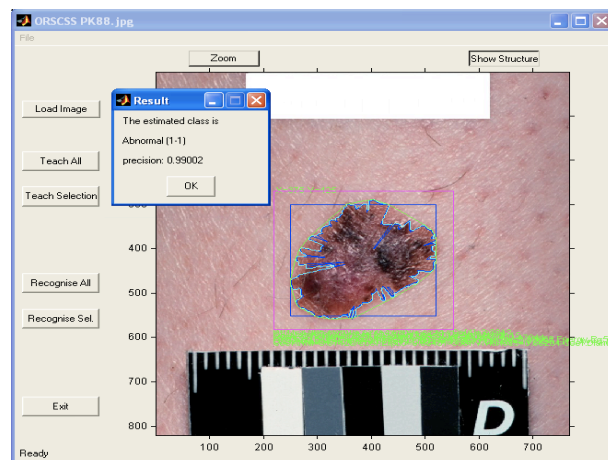 ORSCSS PK88.jpg
File
Zoom
Show Structure
Load Image
Result
The estimated class is
Abnormal (1-1)
precision: 0.99002
OK
Teach All
Teach Selection
Recognise All
Recognise Sel.
Exit
400
500
600
700
800
D
100 200 300 400 500 600 700
Ready